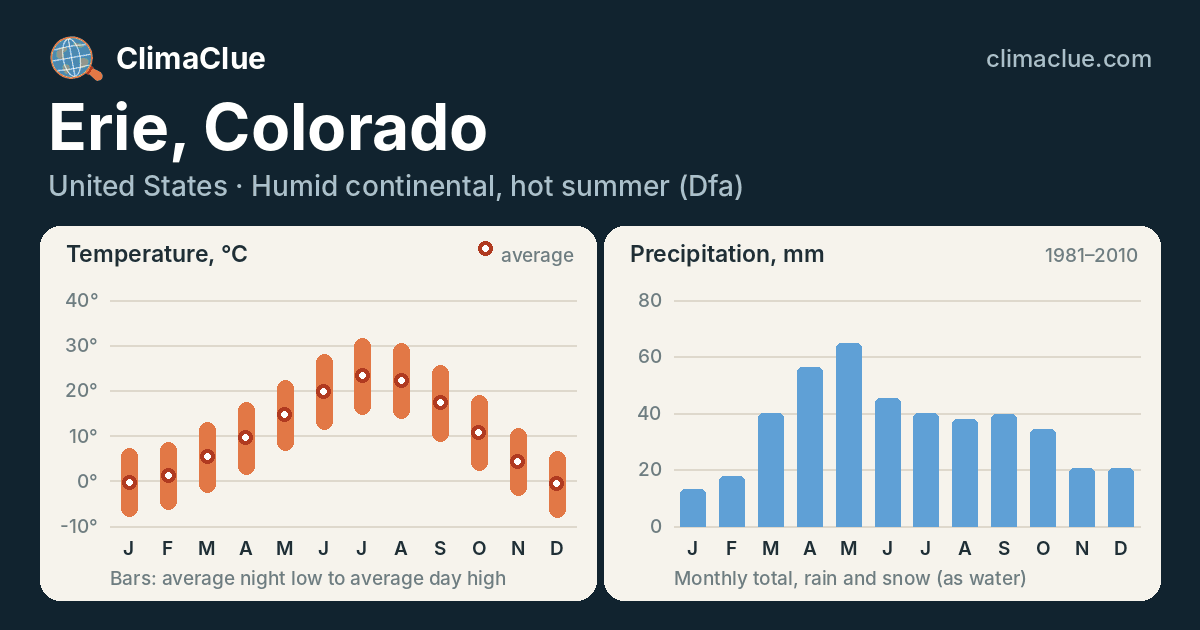 ClimaClue
climaclue.com
Erie, Colorado
United States · Humid continental, hot summer (Dfa)
Temperature, °C
average
40°
30°
20°
10°
0°
-10°
J F M A M J J A S O N D
Bars: average night low to average day high
Precipitation, mm
1981–2010
80
60
40
20
0
J F M A M J J A S O N D
Monthly total, rain and snow (as water)